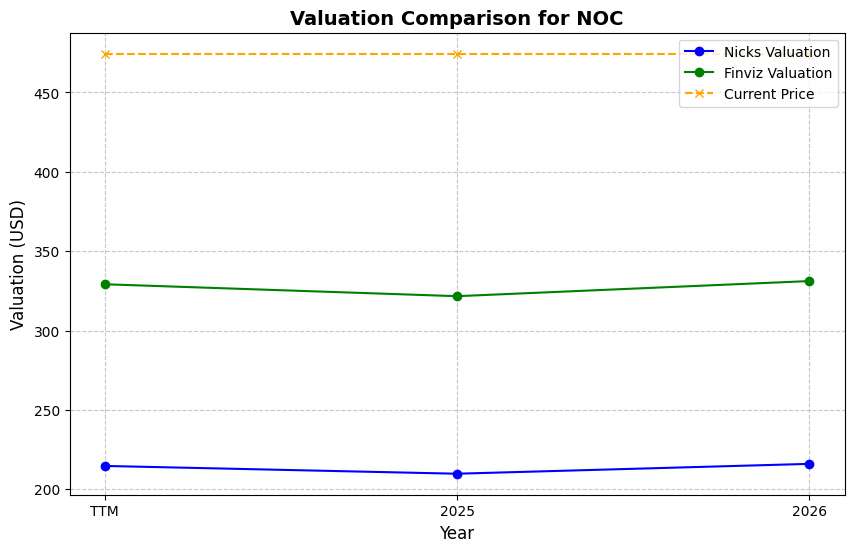 Valuation Comparison for NOC
Nicks Valuation
Finviz Valuation
Current Price
Valuation (USD)
450
400
350
300
250
200
TTM
2025
2026
Year